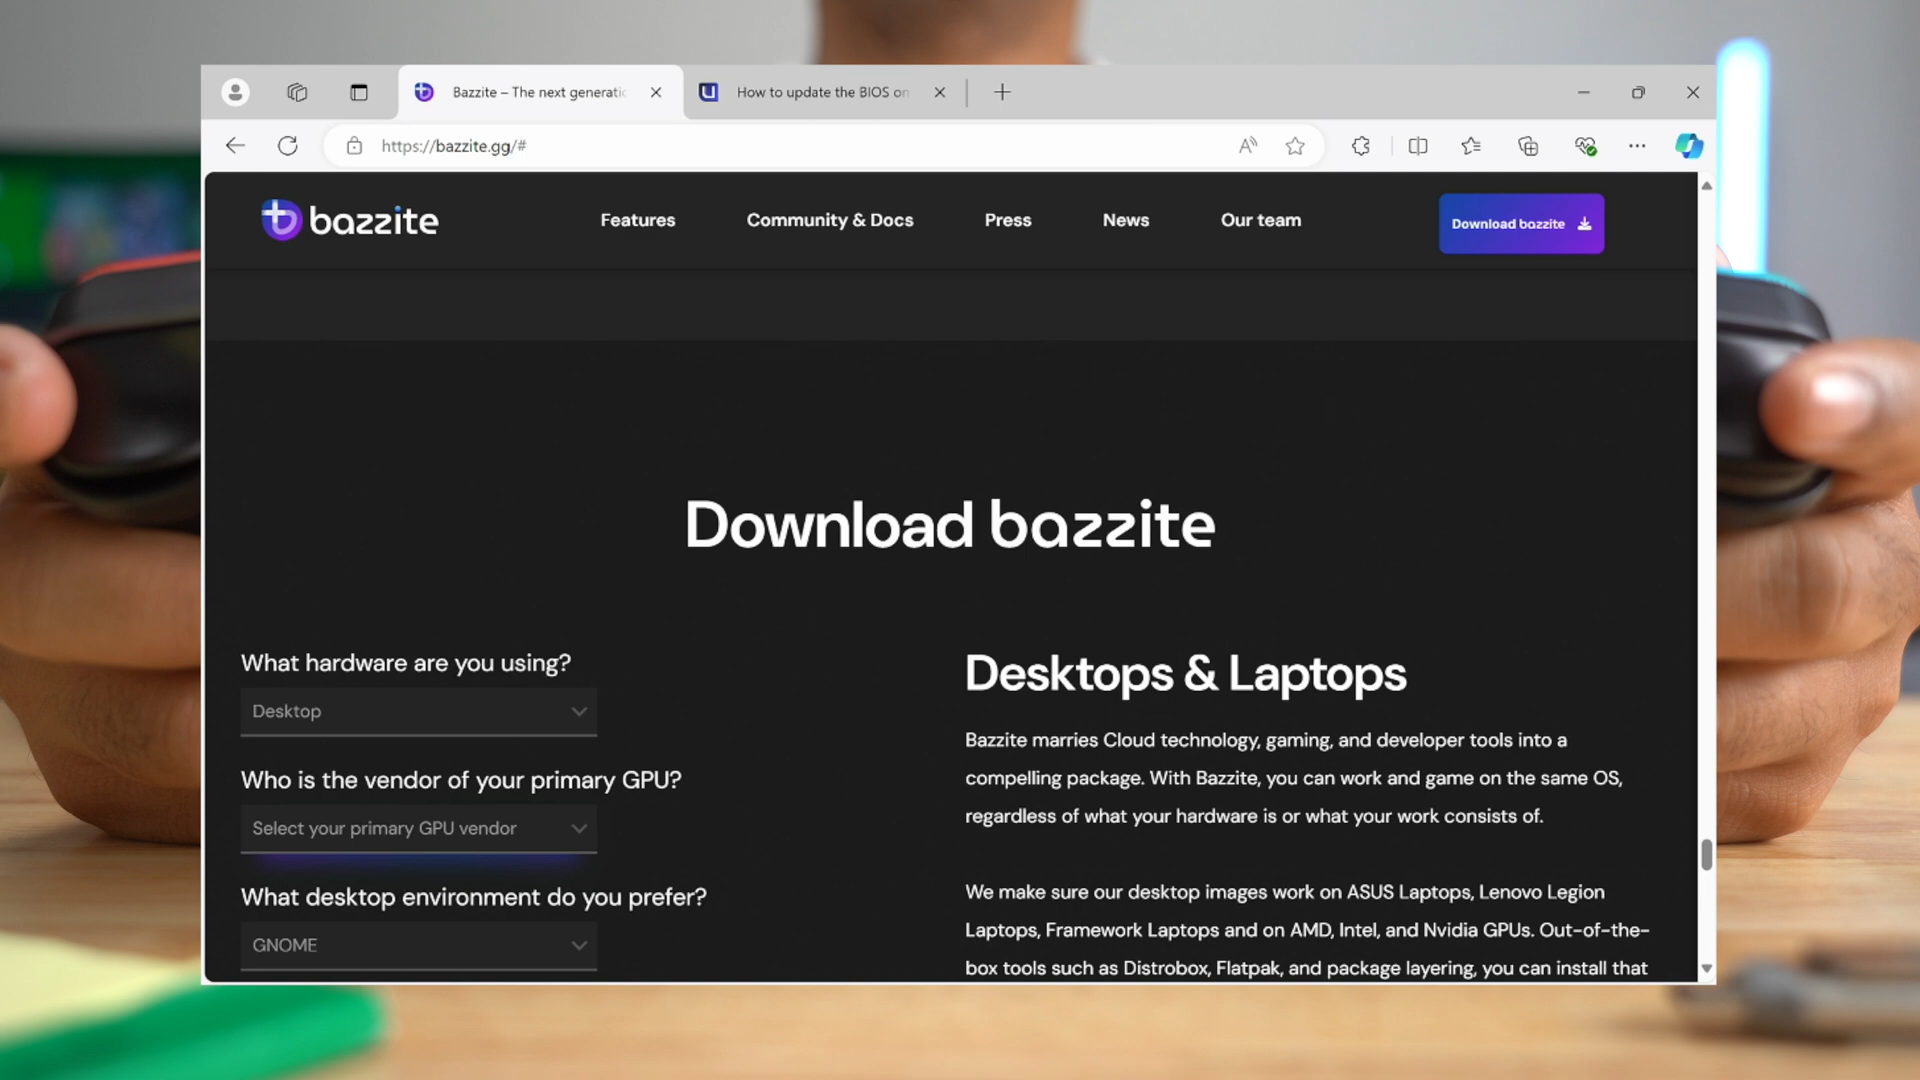 Bazzite – The next generatic
How to update the BIOS on
https://bazzite.gg/#
bazzite
Features
Community & Docs
Press
News
Our team
Download bazzite
Download bazzite
What hardware are you using?
Desktop
Who is the vendor of your primary GPU?
Select your primary GPU vendor
What desktop environment do you prefer?
GNOME
Desktops & Laptops
Bazzite marries Cloud technology, gaming, and developer tools into a
compelling package. With Bazzite, you can work and game on the same OS,
regardless of what your hardware is or what your work consists of.
We make sure our desktop images work on ASUS Laptops, Lenovo Legion
Laptops, Framework Laptops and on AMD, Intel, and Nvidia GPUs. Out-of-the-
box tools such as Distrobox, Flatpak, and package layering, you can install that